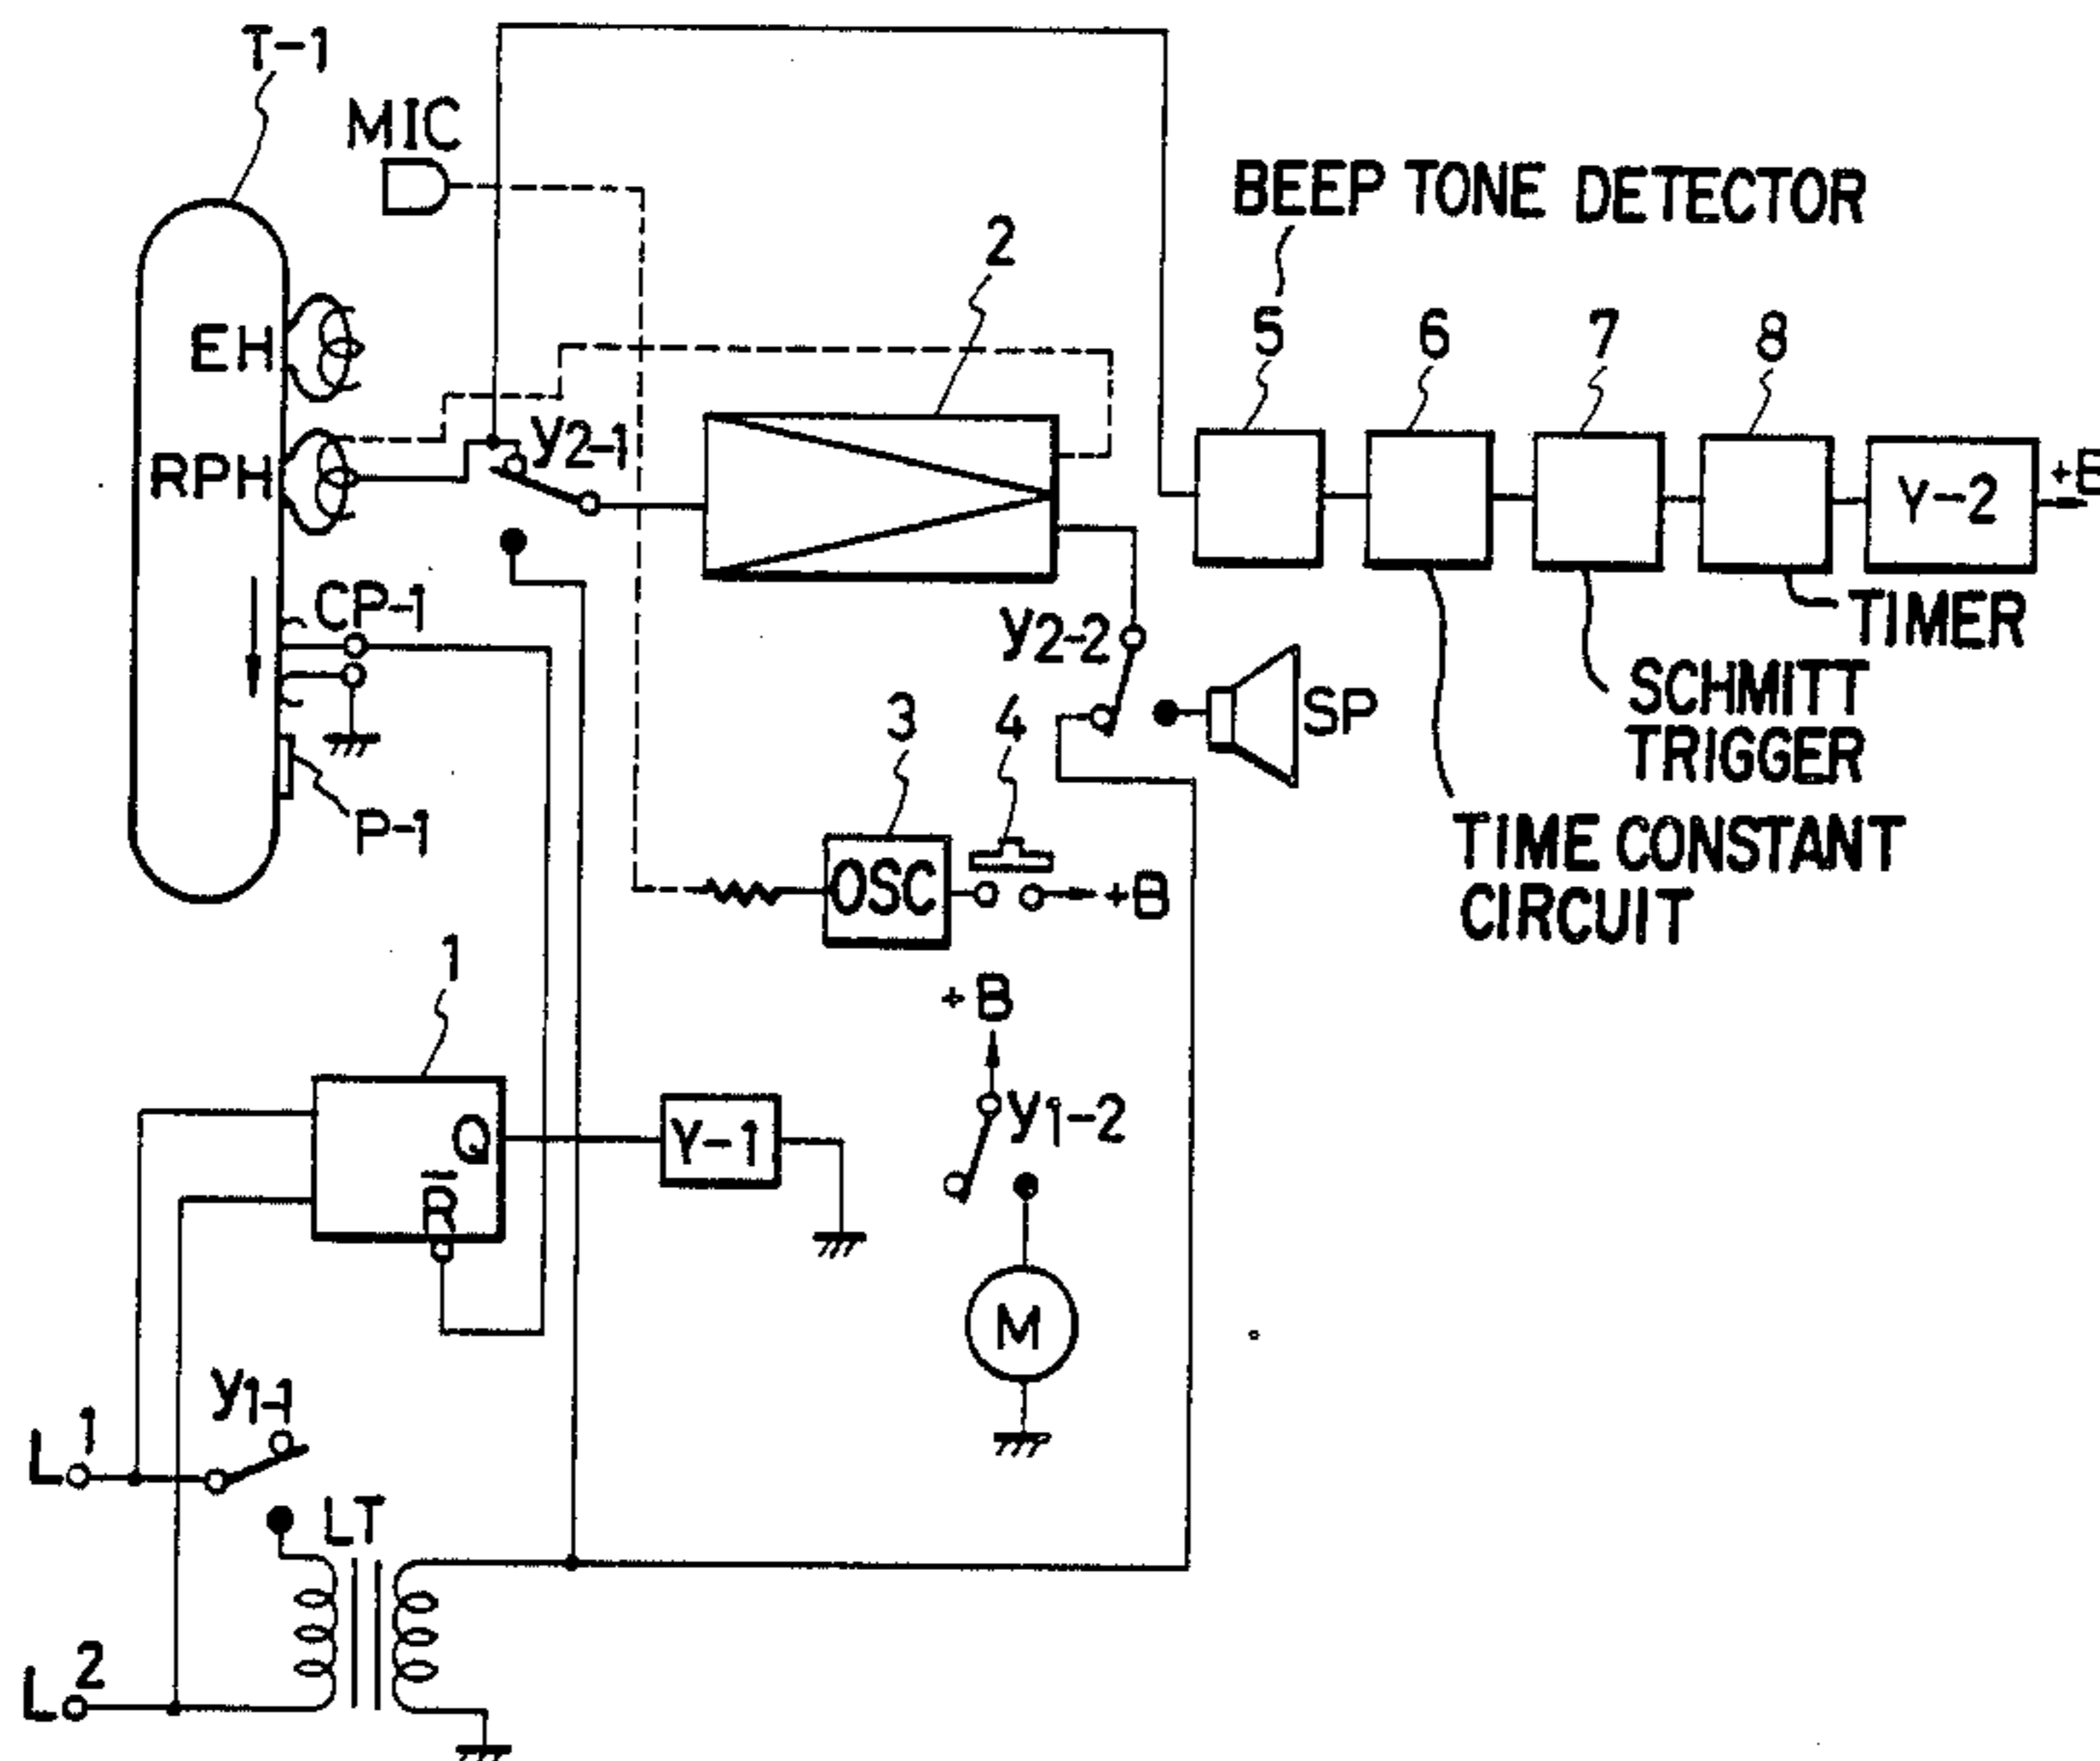 T-1
MIC
BEEP TONE DETECTOR
2
5
6
7
8
EH
y2-1
RPH
Y-2
+B
CP-1
TIMER
y2-2
SCHMITT
TRIGGER
3
4
SP
P-1
TIME CONSTANT
CIRCUIT
OSC
+B
1
+B
Q
Y-1
y1-2
R̅
M
y1-1
L1
LT
L2